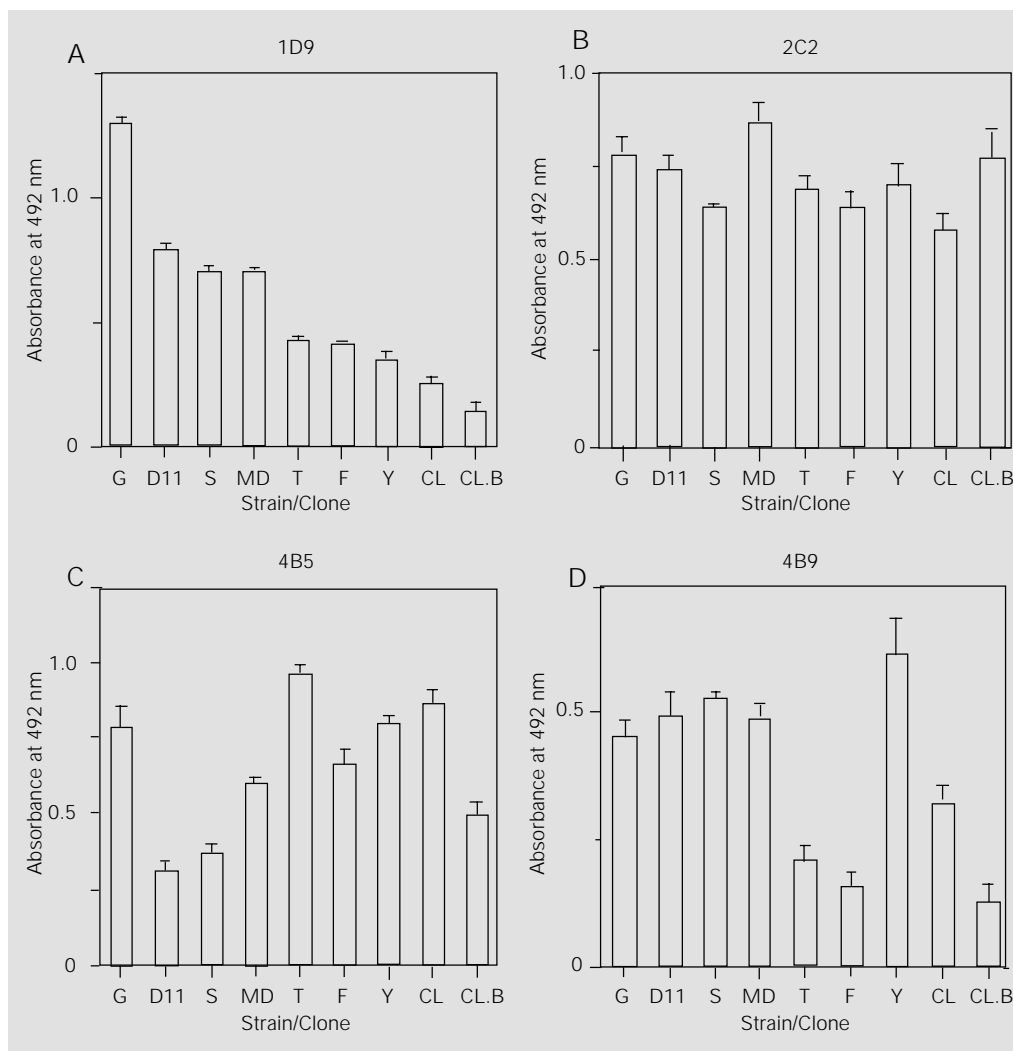 A
1D9
Absorbance at 492 nm
1.0
0
G D11 S MD T F Y CL CL.B
Strain/Clone
B
2C2
Absorbance at 492 nm
1.0
0.5
0
G D11 S MD T F Y CL CL.B
Strain/Clone
C
4B5
Absorbance at 492 nm
1.0
0.5
0
G D11 S MD T F Y CL CL.B
Strain/Clone
D
4B9
Absorbance at 492 nm
0.5
0
G D11 S MD T F Y CL CL.B
Strain/Clone